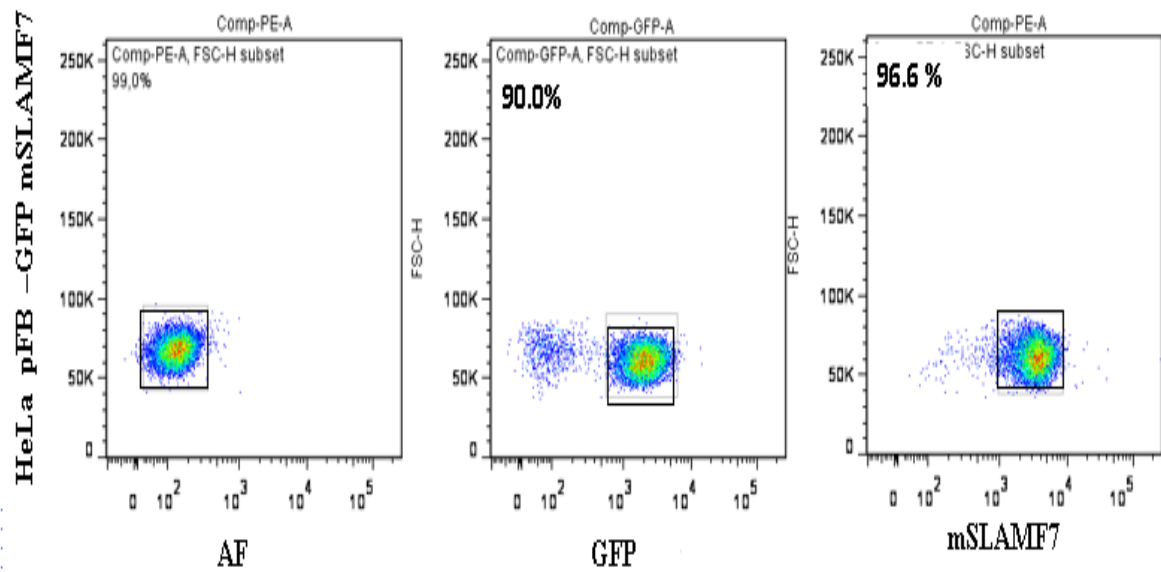 HeLa pFB –GFP mSLAMF7
Comp-PE-A
Comp-PE-A, FSC-H subset
99,0%
250K
200K
150K
100K
50K
0
0 10^2 10^3 10^4 10^5
AF
Comp-GFP-A
Comp-GFP-A, FSC-H subset
90.0%
FSC-H
250K
200K
150K
100K
50K
0
0 10^2 10^3 10^4 10^5
GFP
Comp-PE-A
SC-H subset
96.6 %
FSC-H
250K
200K
150K
100K
50K
0
0 10^2 10^3 10^4 10^5
mSLAMF7